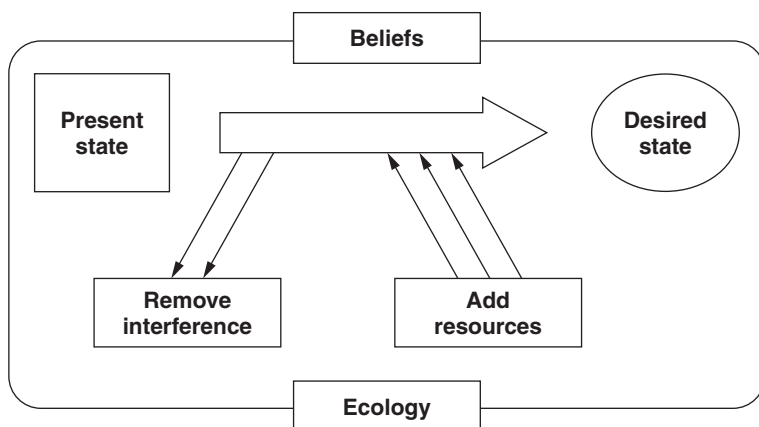 Beliefs
Present
state
Desired
state
Remove
interference
Add
resources
Ecology